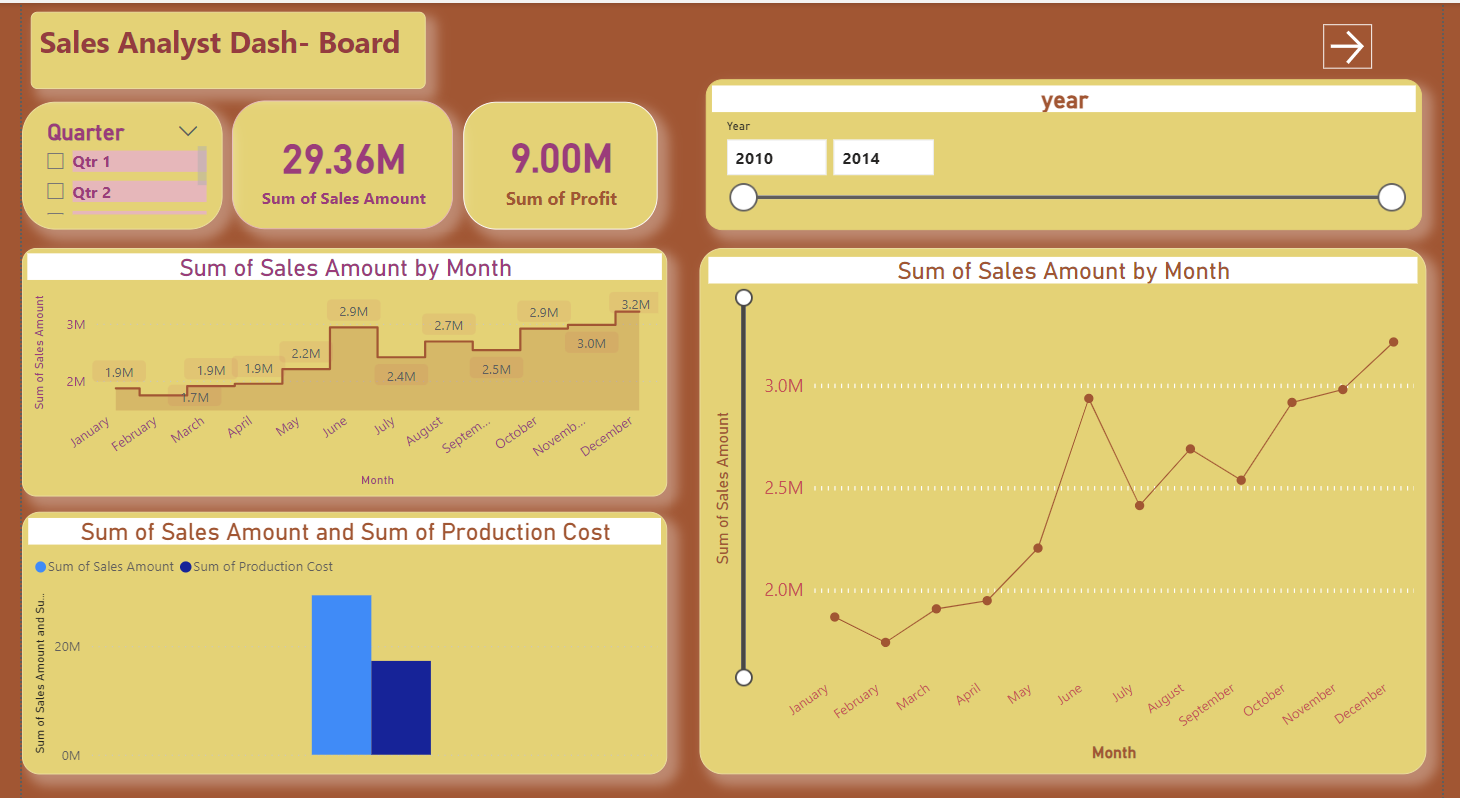 Sales Analyst Dash- Board
Quarter
Qtr 1
Qtr 2
29.36M
Sum of Sales Amount
9.00M
Sum of Profit
year
Year
2010 2014
Sum of Sales Amount by Month
Sum of Sales Amount
3M
2M
1.9M
1.7M
1.9M
1.9M
2.2M
2.9M
2.4M
2.7M
2.5M
2.9M
3.0M
3.2M
January February March April May June July August Septem... October Novemb... December
Month
Sum of Sales Amount and Sum of Production Cost
Sum of Sales Amount Sum of Production Cost
Sum of Sales Amount and Su...
20M
0M
Sum of Sales Amount by Month
Sum of Sales Amount
3.0M
2.5M
2.0M
January February March April May June July August September October November December
Month